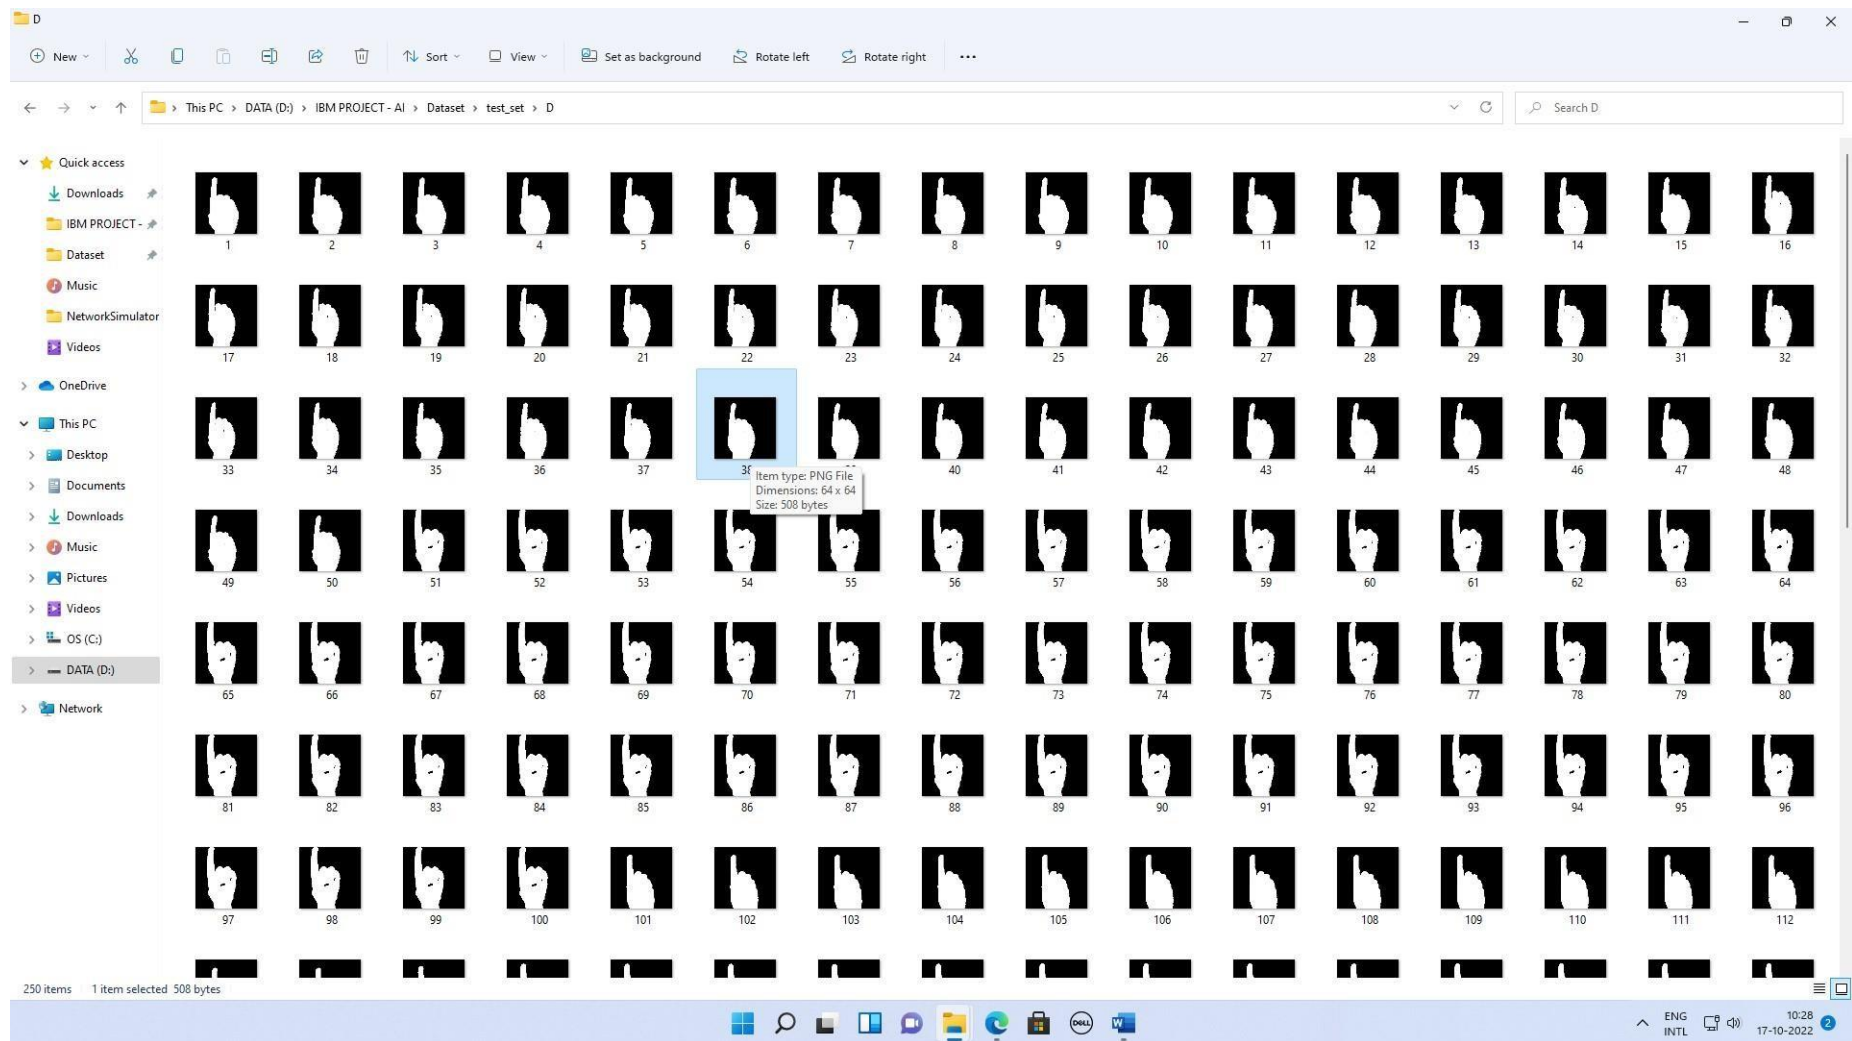 D
New Sort View Set as background Rotate left Rotate right
This PC > DATA (D:) > IBM PROJECT - AI > Dataset > test_set > D
Search D
Quick access
Downloads
IBM PROJECT -
Dataset
Music
NetworkSimulator
Videos
OneDrive
This PC
Desktop
Documents
Downloads
Music
Pictures
Videos
OS (C:)
DATA (D:)
Network
1 2 3 4 5 6 7 8 9 10 11 12 13 14 15 16
17 18 19 20 21 22 23 24 25 26 27 28 29 30 31 32
33 34 35 36 37 38 40 41 42 43 44 45 46 47 48
Item type: PNG File
Dimensions: 64 x 64
Size: 508 bytes
49 50 51 52 53 54 55 56 57 58 59 60 61 62 63 64
65 66 67 68 69 70 71 72 73 74 75 76 77 78 79 80
81 82 83 84 85 86 87 88 89 90 91 92 93 94 95 96
97 98 99 100 101 102 103 104 105 106 107 108 109 110 111 112
250 items 1 item selected 508 bytes
DELL
ENG
INTL
10:28
17-10-2022
2